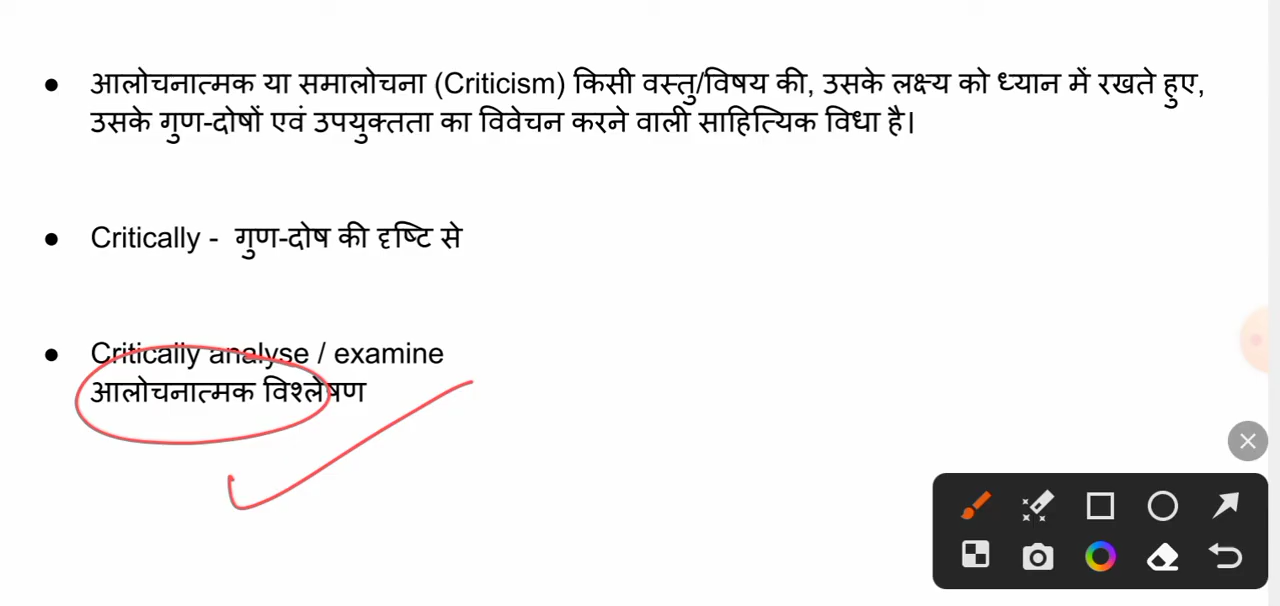 ● आलोचनात्मक या समालोचना (Criticism) किसी वस्तु/विषय की, उसके लक्ष्य को ध्यान में रखते हुए,
उसके गुण-दोषों एवं उपयुक्तता का विवेचन करने वाली साहित्यिक विधा है।
● Critically - गुण-दोष की दृष्टि से
● Critically analyse / examine
आलोचनात्मक विश्लेषण